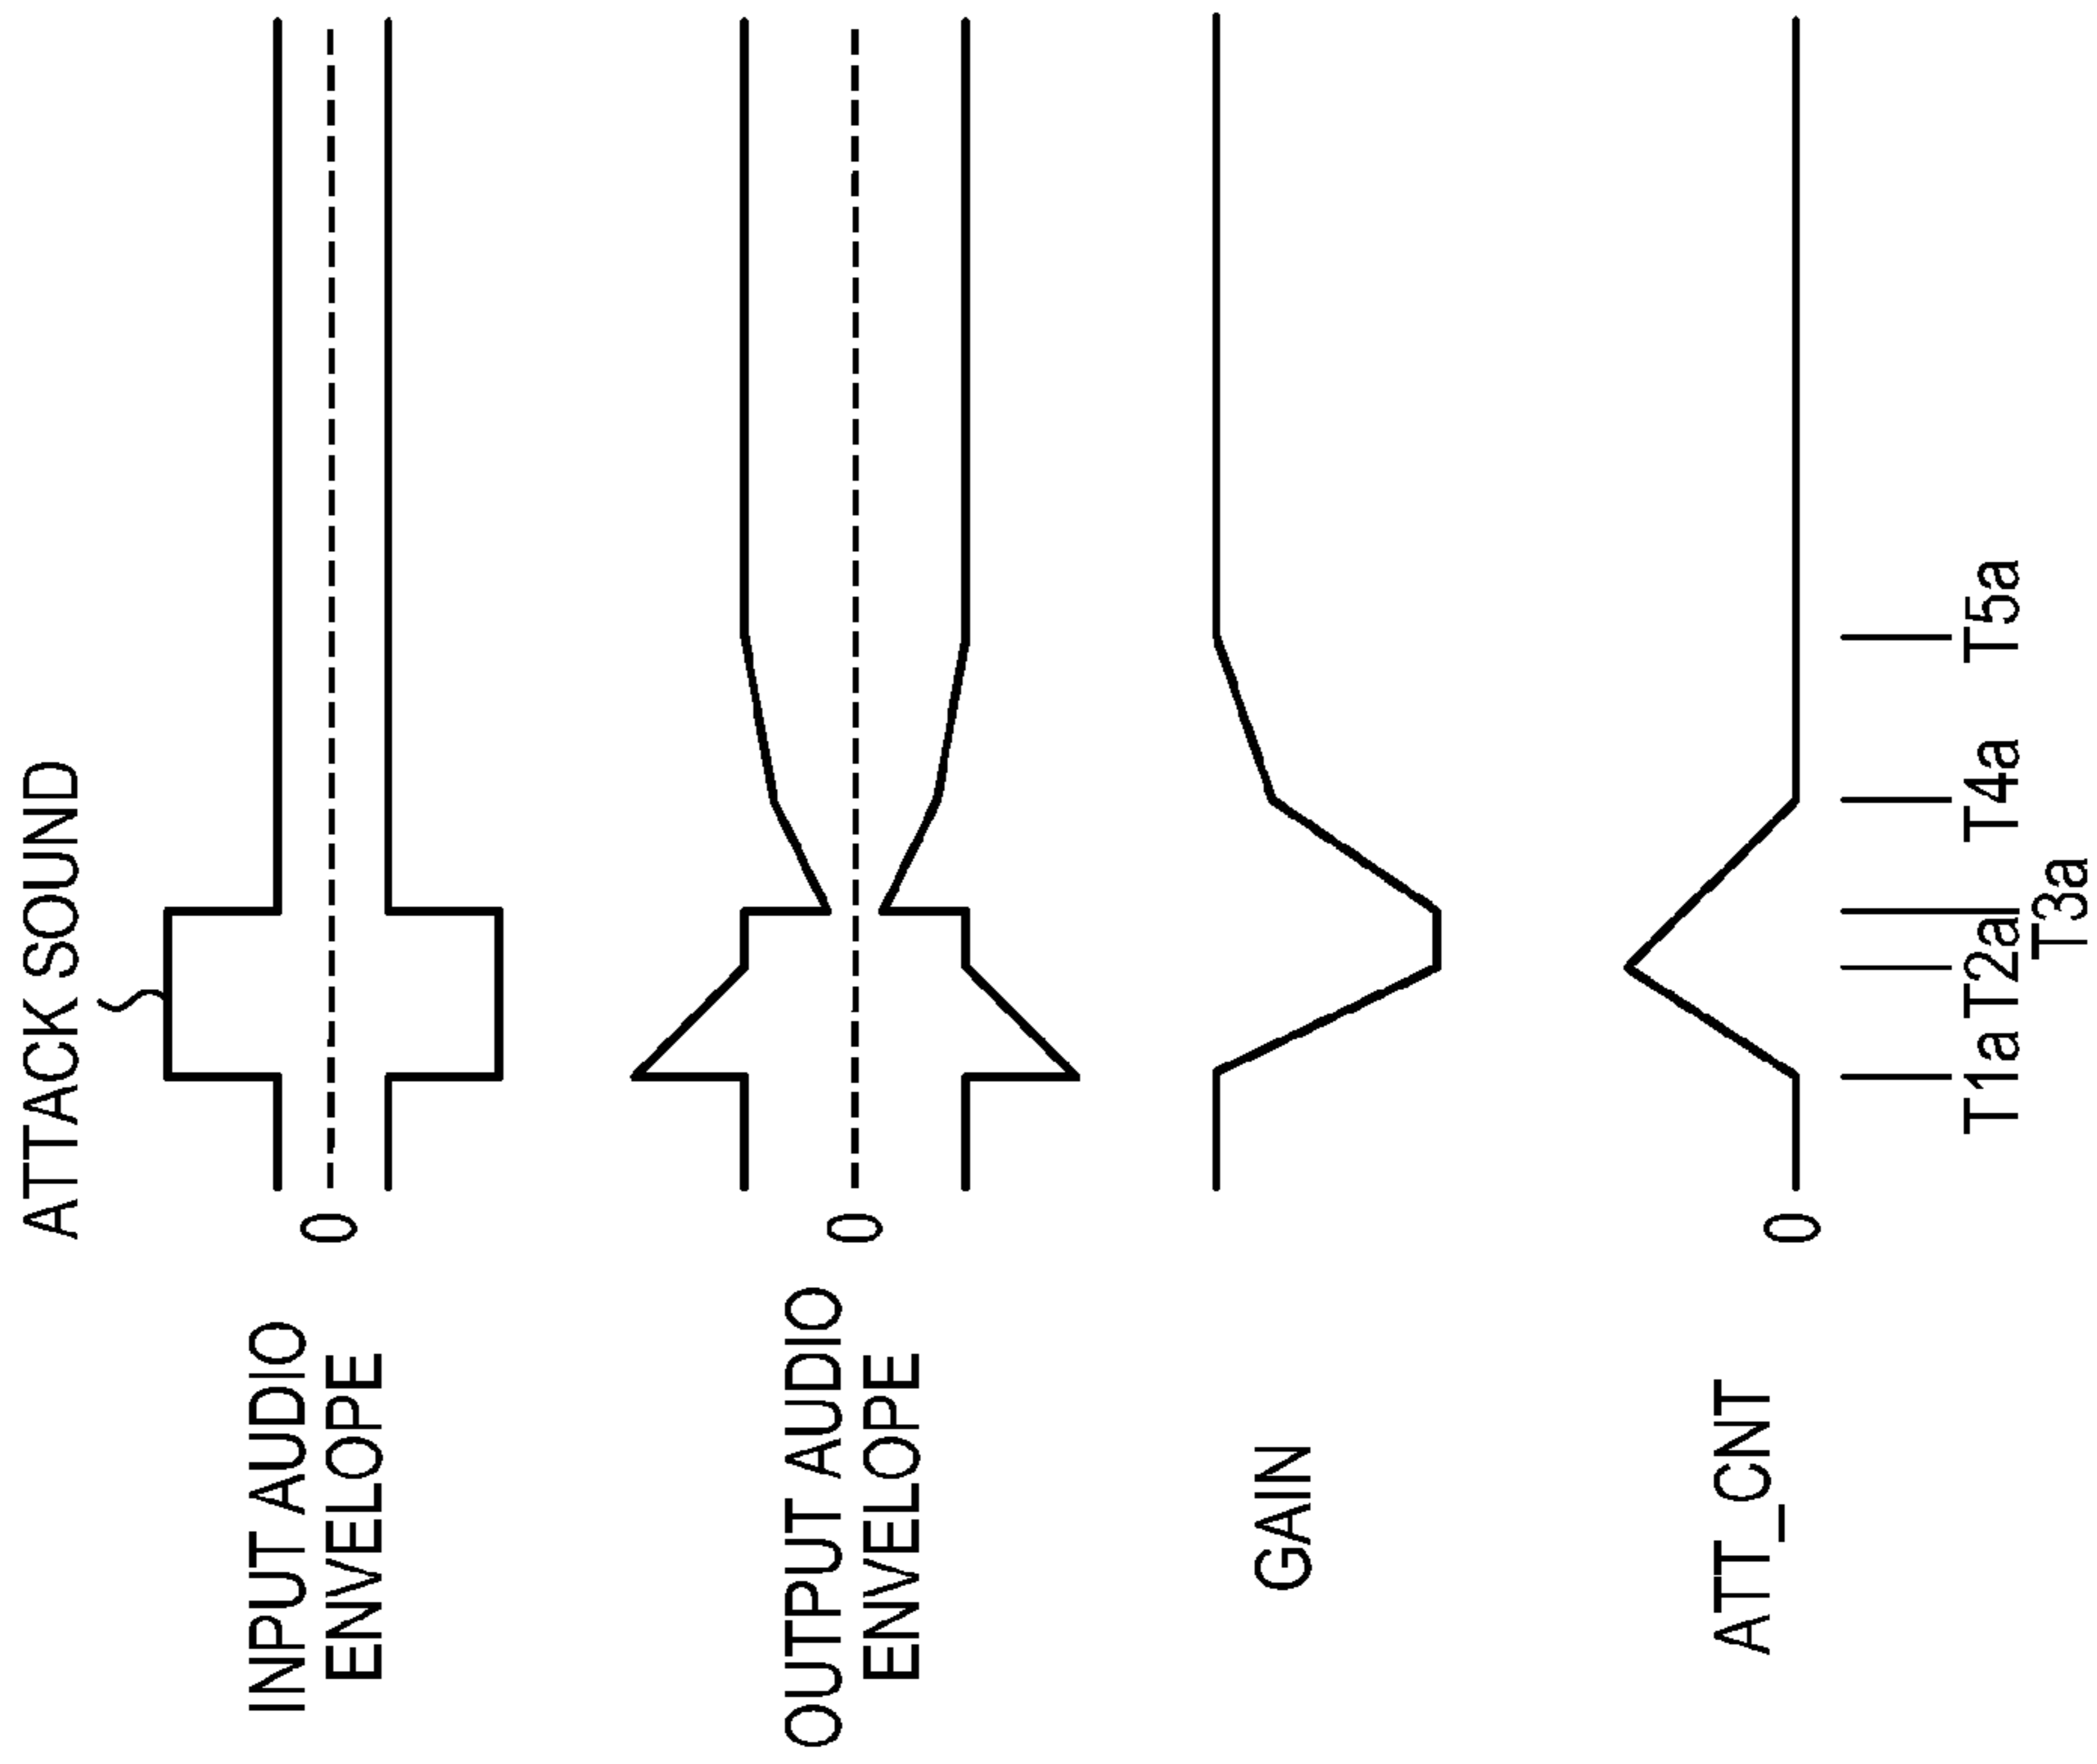 ATTACK SOUND
INPUT AUDIO
ENVELOPE
0
OUTPUT AUDIO
ENVELOPE
0
GAIN
ATT_CNT
0
T1a T2a T4a T5a
T3a